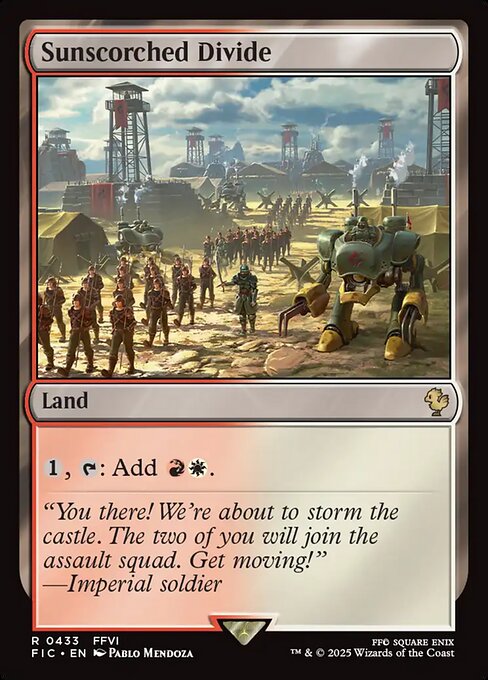 Sunscorched Divide
Land
1, : Add .
“You there! We’re about to storm the
castle. The two of you will join the
assault squad. Get moving!”
—Imperial soldier
R 0433 FFVI
FIC • EN Pablo Mendoza
FF© SQUARE ENIX
™ & © 2025 Wizards of the Coast